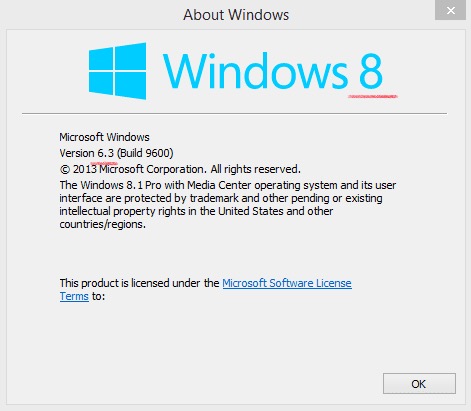 About Windows
Windows 8
Microsoft Windows
Version 6.3 (Build 9600)
© 2013 Microsoft Corporation. All rights reserved.
The Windows 8.1 Pro with Media Center operating system and its user
interface are protected by trademark and other pending or existing
intellectual property rights in the United States and other
countries/regions.
This product is licensed under the Microsoft Software License
Terms to:
OK